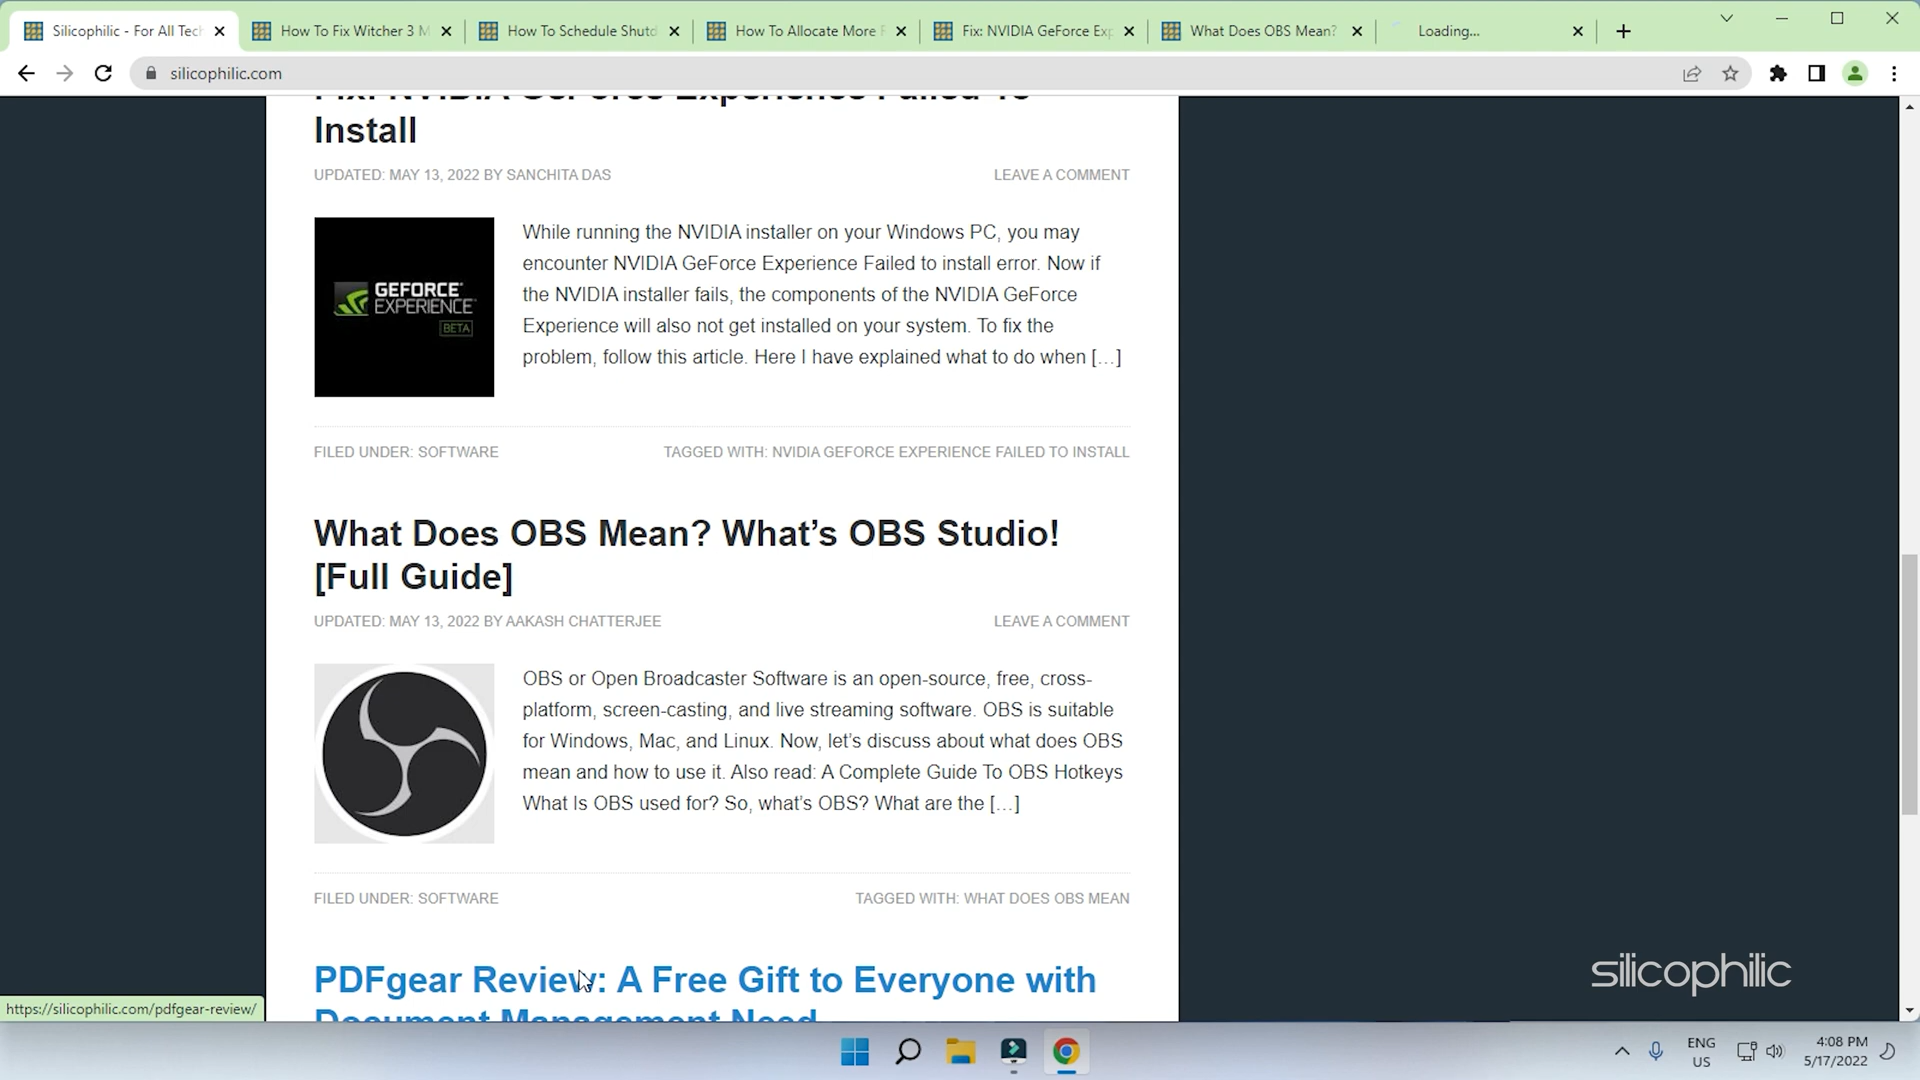 Silicophilic - For All Tech
How To Fix Witcher 3 M
How To Schedule Shutd
How To Allocate More R
Fix: NVIDIA GeForce Exp
What Does OBS Mean?
Loading...
silicophilic.com
Fix: NVIDIA GeForce Experience Failed To
Install
UPDATED: MAY 13, 2022 BY SANCHITA DAS
LEAVE A COMMENT
GEFORCE
EXPERIENCE
BETA
While running the NVIDIA installer on your Windows PC, you may
encounter NVIDIA GeForce Experience Failed to install error. Now if
the NVIDIA installer fails, the components of the NVIDIA GeForce
Experience will also not get installed on your system. To fix the
problem, follow this article. Here I have explained what to do when […]
FILED UNDER: SOFTWARE
TAGGED WITH: NVIDIA GEFORCE EXPERIENCE FAILED TO INSTALL
What Does OBS Mean? What’s OBS Studio!
[Full Guide]
UPDATED: MAY 13, 2022 BY AAKASH CHATTERJEE
LEAVE A COMMENT
OBS or Open Broadcaster Software is an open-source, free, cross-
platform, screen-casting, and live streaming software. OBS is suitable
for Windows, Mac, and Linux. Now, let’s discuss about what does OBS
mean and how to use it. Also read: A Complete Guide To OBS Hotkeys
What Is OBS used for? So, what’s OBS? What are the […]
FILED UNDER: SOFTWARE
TAGGED WITH: WHAT DOES OBS MEAN
PDFgear Review: A Free Gift to Everyone with
Document Management Need
silicophilic
https://silicophilic.com/pdfgear-review/
ENG
US
4:08 PM
5/17/2022